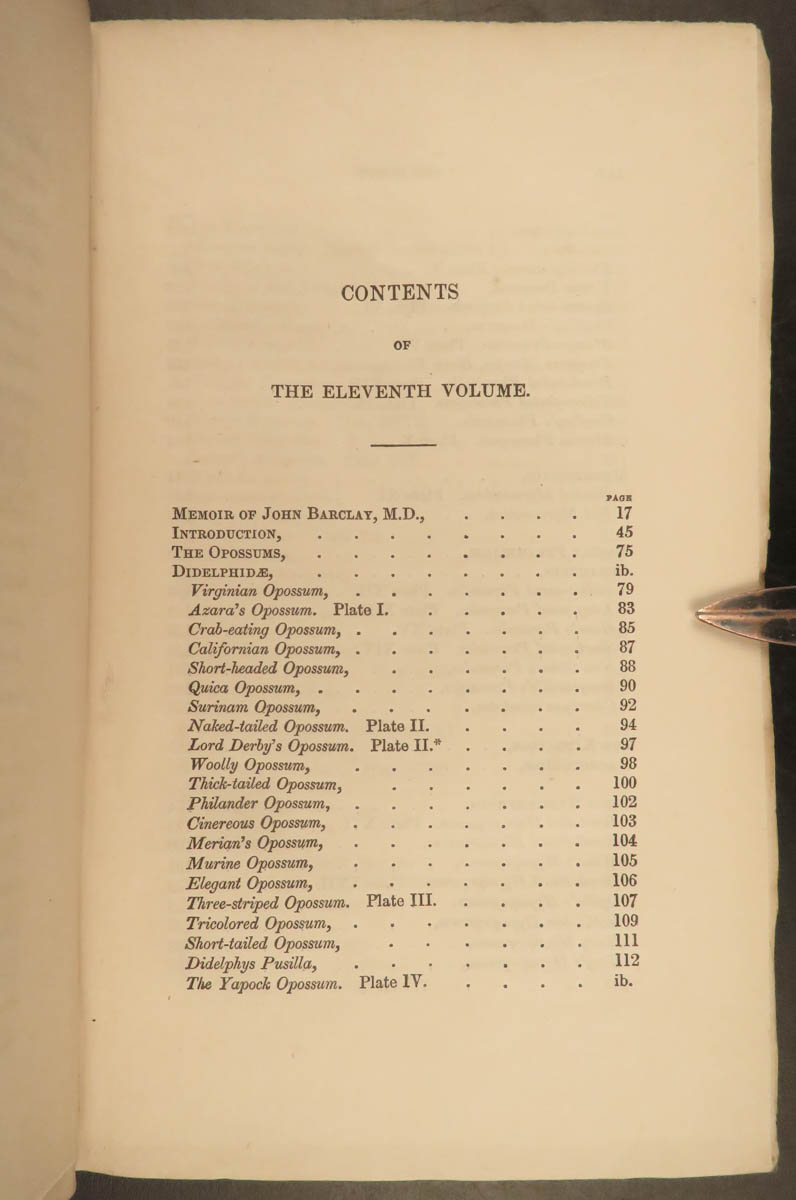 CONTENTS
OF
THE ELEVENTH VOLUME.
PAGE
MEMOIR OF JOHN BARCLAY, M.D., . . . . 17
INTRODUCTION, . . . . . . . . 45
THE OPOSSUMS, . . . . . . . . 75
DIDELPHIDÆ, . . . . . . . . ib.
Virginian Opossum, . . . . . . . 79
Azara's Opossum. Plate I. . . . . . 83
Crab-eating Opossum, . . . . . . . 85
Californian Opossum, . . . . . . . 87
Short-headed Opossum, . . . . . . 88
Quica Opossum, . . . . . . . . 90
Surinam Opossum, . . . . . . . 92
Naked-tailed Opossum. Plate II. . . . . 94
Lord Derby's Opossum. Plate II.* . . . . 97
Woolly Opossum, . . . . . . . 98
Thick-tailed Opossum, . . . . . . 100
Philander Opossum, . . . . . . . 102
Cinereous Opossum, . . . . . . . 103
Merian's Opossum, . . . . . . . 104
Murine Opossum, . . . . . . . 105
Elegant Opossum, . . . . . . . 106
Three-striped Opossum. Plate III. . . . . 107
Tricolored Opossum, . . . . . . . 109
Short-tailed Opossum, . . . . . . 111
Didelphys Pusilla, . . . . . . . 112
The Yapock Opossum. Plate IV. . . . . ib.